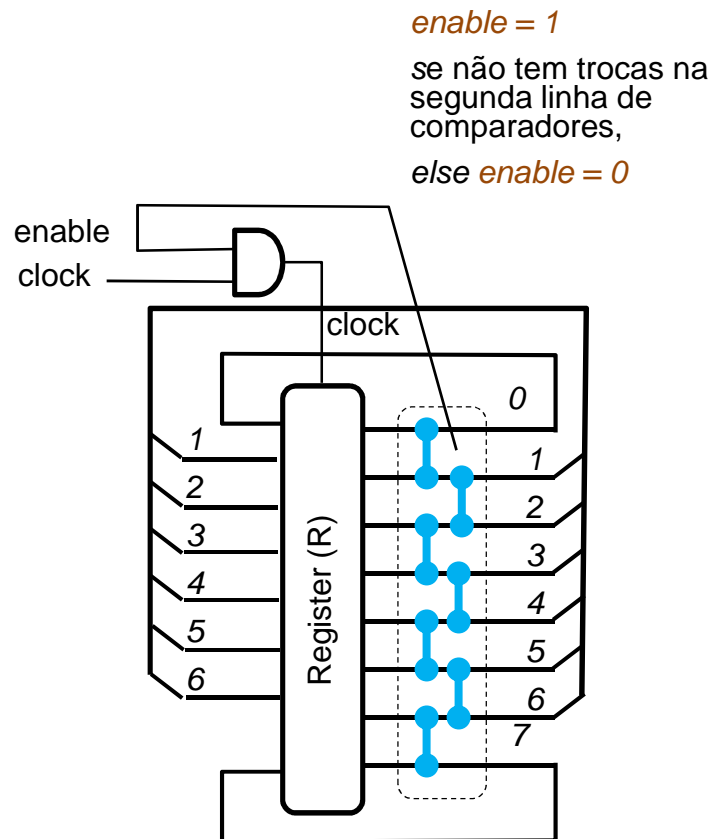 enable = 1
se não tem trocas na
segunda linha de
comparadores,
else enable = 0
enable
clock
clock
0
1
1
2
2
3
3
4
4
5
5
6
6
7
Register (R)